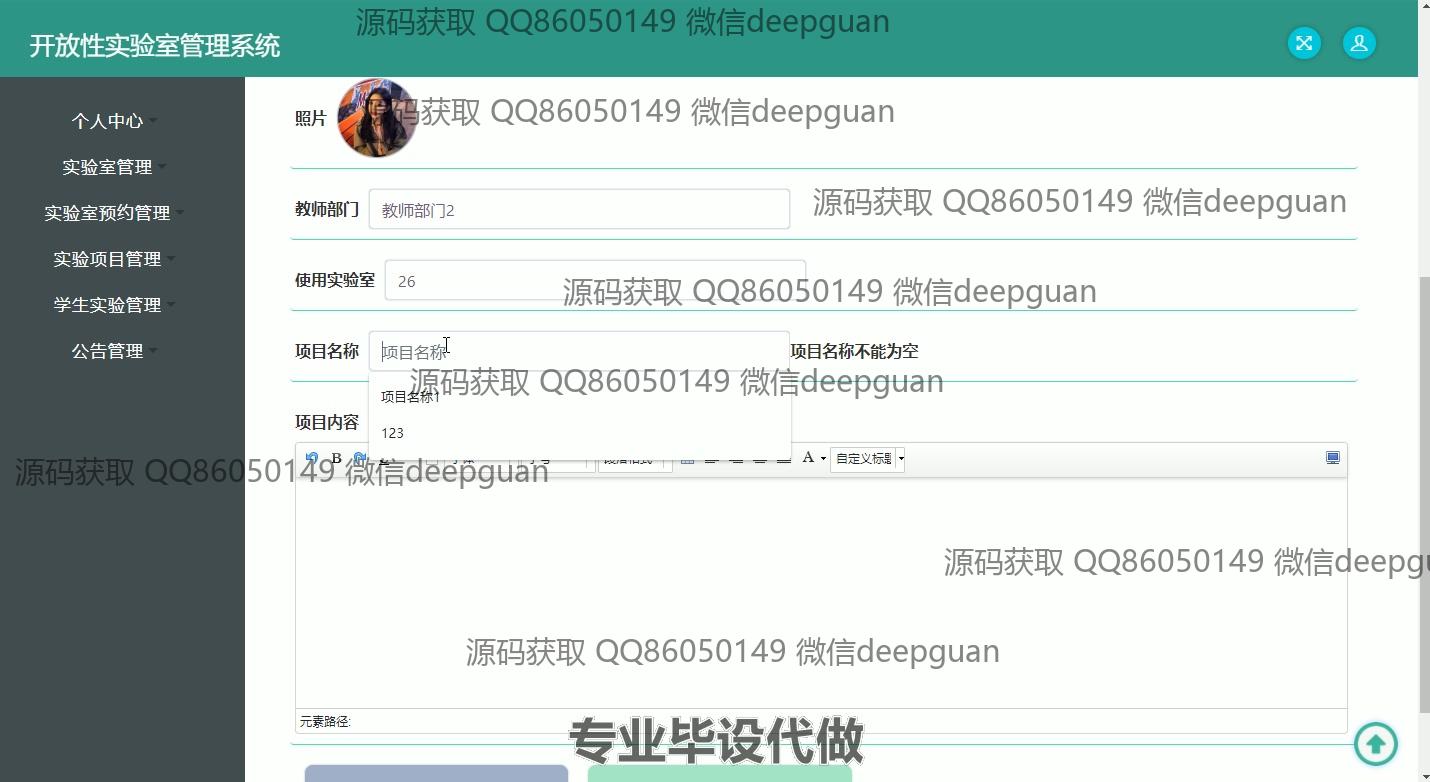 源码获取 QQ86050149 微信deepguan
开放性实验室管理系统
个人中心
实验室管理
实验室预约管理
实验项目管理
学生实验管理
公告管理
照片
源码获取 QQ86050149 微信deepguan
教师部门
教师部门2
源码获取 QQ86050149 微信deepguan
使用实验室
26
源码获取 QQ86050149 微信deepguan
项目名称
项目名称
项目名称不能为空
源码获取 QQ86050149 微信deepguan
项目名称1
项目内容
123
B
A
自定义标题
源码获取 QQ86050149 微信deepguan
源码获取 QQ86050149 微信deepgu
源码获取 QQ86050149 微信deepguan
元素路径:
专业毕设代做